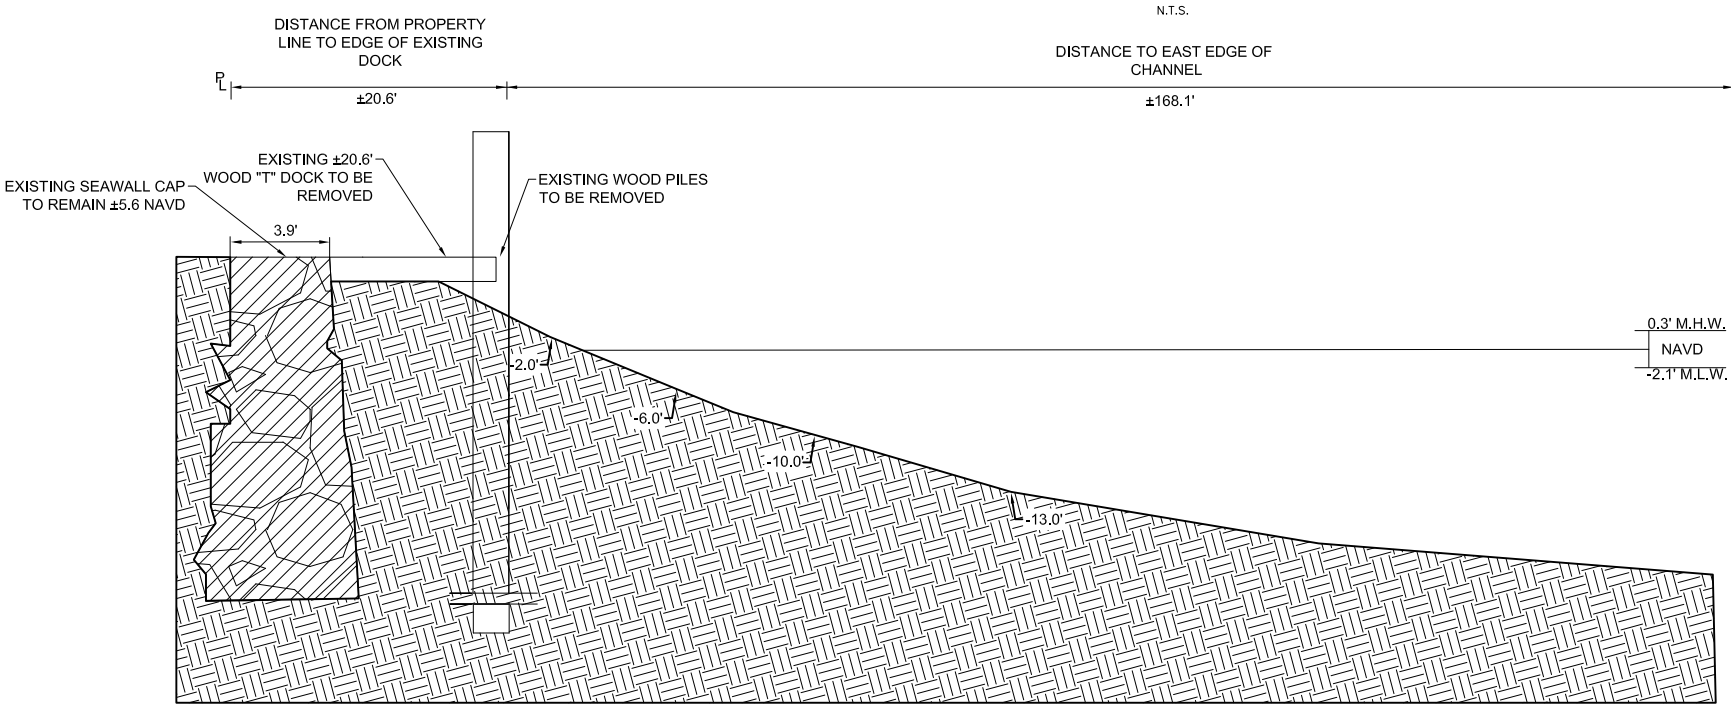 N.T.S.
DISTANCE FROM PROPERTY
LINE TO EDGE OF EXISTING
DOCK
DISTANCE TO EAST EDGE OF
CHANNEL
PL
±20.6'
±168.1'
EXISTING ±20.6'
WOOD "T" DOCK TO BE
REMOVED
EXISTING WOOD PILES
TO BE REMOVED
EXISTING SEAWALL CAP
TO REMAIN ±5.6 NAVD
3.9'
0.3' M.H.W.
NAVD
-2.1' M.L.W.
-2.0'
-6.0'
-10.0'
-13.0'